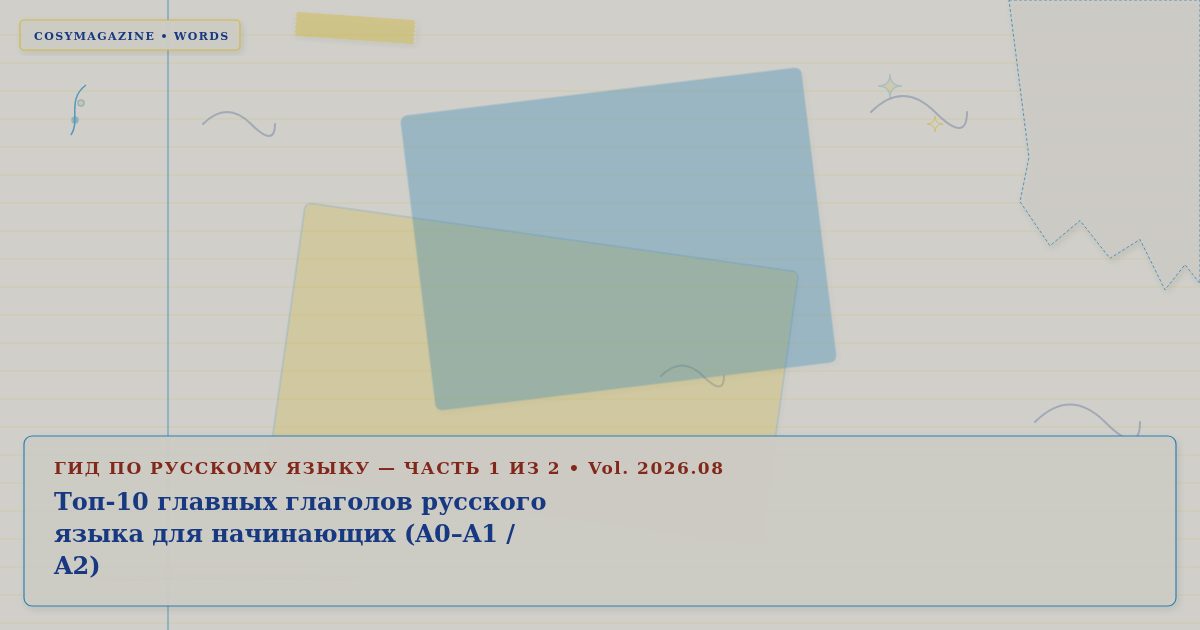 COSYMAGAZINE • WORDS
ГИД ПО РУССКОМУ ЯЗЫКУ — ЧАСТЬ 1 ИЗ 2 • Vol. 2026.08
Топ-10 главных глаголов русского
языка для начинающих (A0–A1 /
A2)